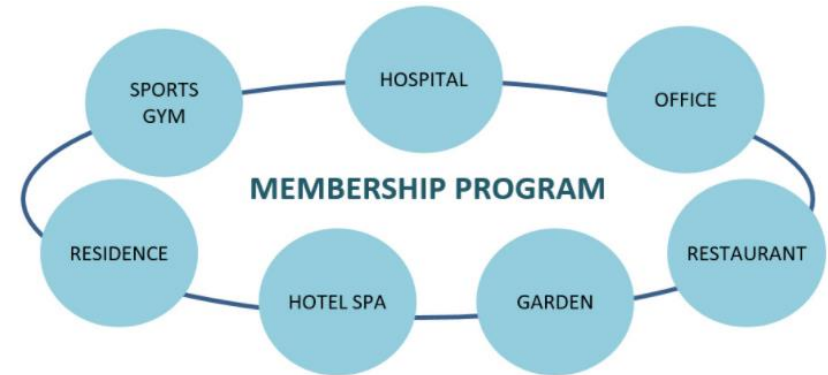 HOSPITAL
SPORTS
GYM
OFFICE
MEMBERSHIP PROGRAM
RESIDENCE
RESTAURANT
HOTEL SPA
GARDEN